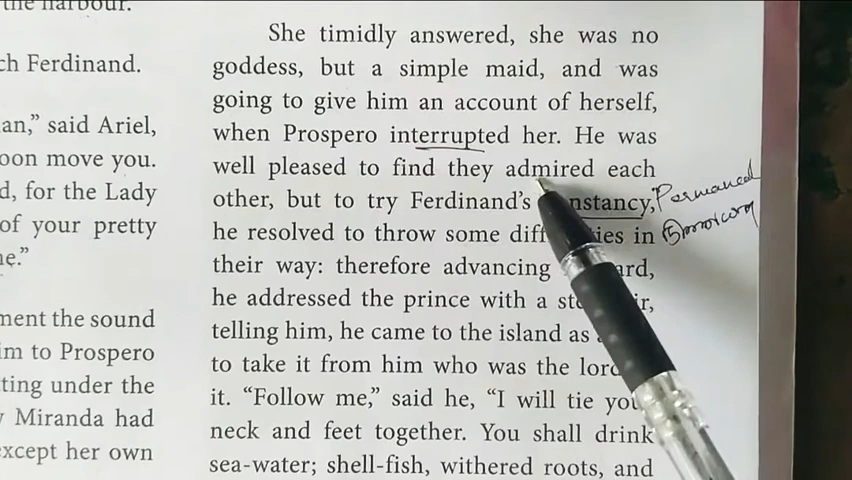 the harbour.
ch Ferdinand.
an,” said Ariel,
oon move you.
d, for the Lady
of your pretty
ne.”
ment the sound
im to Prospero
tting under the
y Miranda had
except her own
She timidly answered, she was no
goddess, but a simple maid, and was
going to give him an account of herself,
when Prospero interrupted her. He was
well pleased to find they admired each
other, but to try Ferdinand’s nstancy,
he resolved to throw some diff ies in
their way: therefore advancing ard,
he addressed the prince with a ste ir,
telling him, he came to the island as
to take it from him who was the lor
it. “Follow me,” said he, “I will tie you
neck and feet together. You shall drink
sea-water; shell-fish, withered roots, and